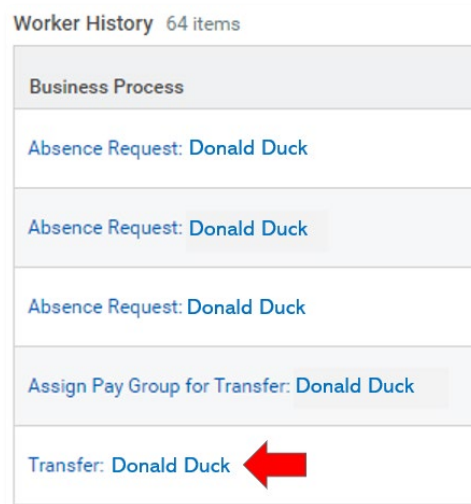 Worker History 64 items
Business Process
Absence Request: Donald Duck
Absence Request: Donald Duck
Absence Request: Donald Duck
Assign Pay Group for Transfer: Donald Duck
Transfer: Donald Duck